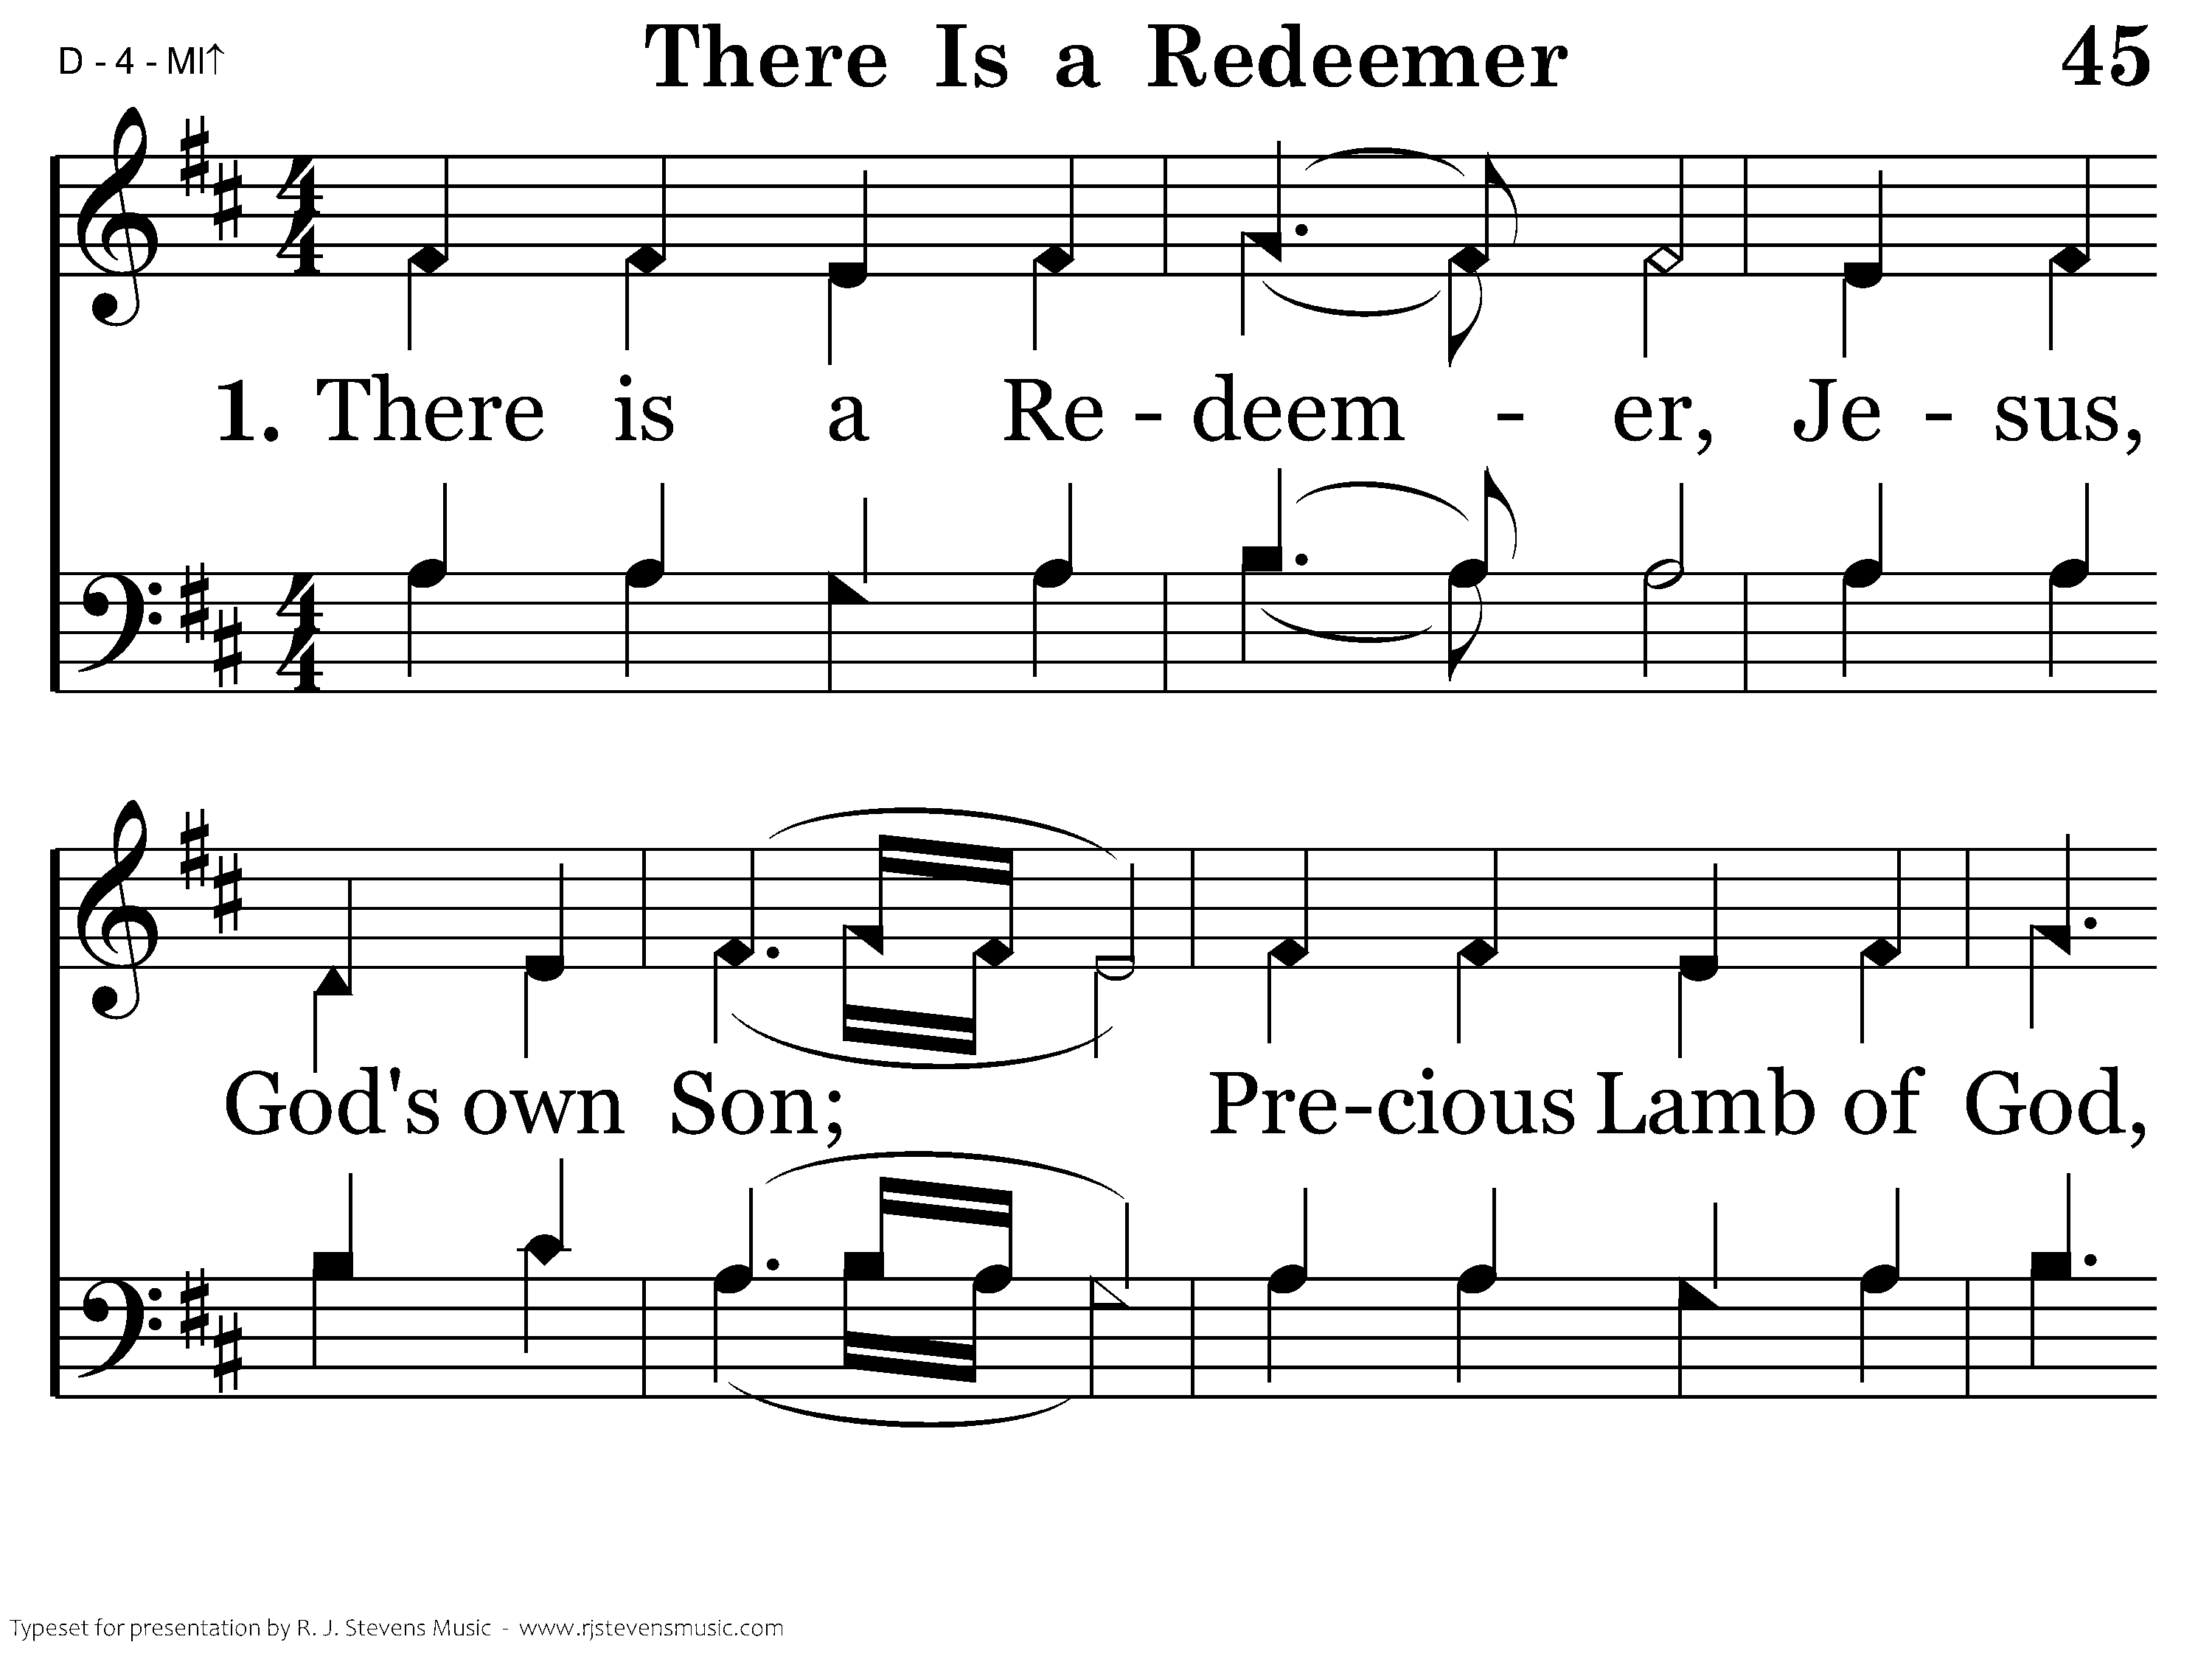 D - 4 - MI↑ There Is a Redeemer 45
1. There is a Re - deem - er, Je - sus,
God's own Son; Pre-cious Lamb of God,
Typeset for presentation by R. J. Stevens Music - www.rjstevensmusic.com